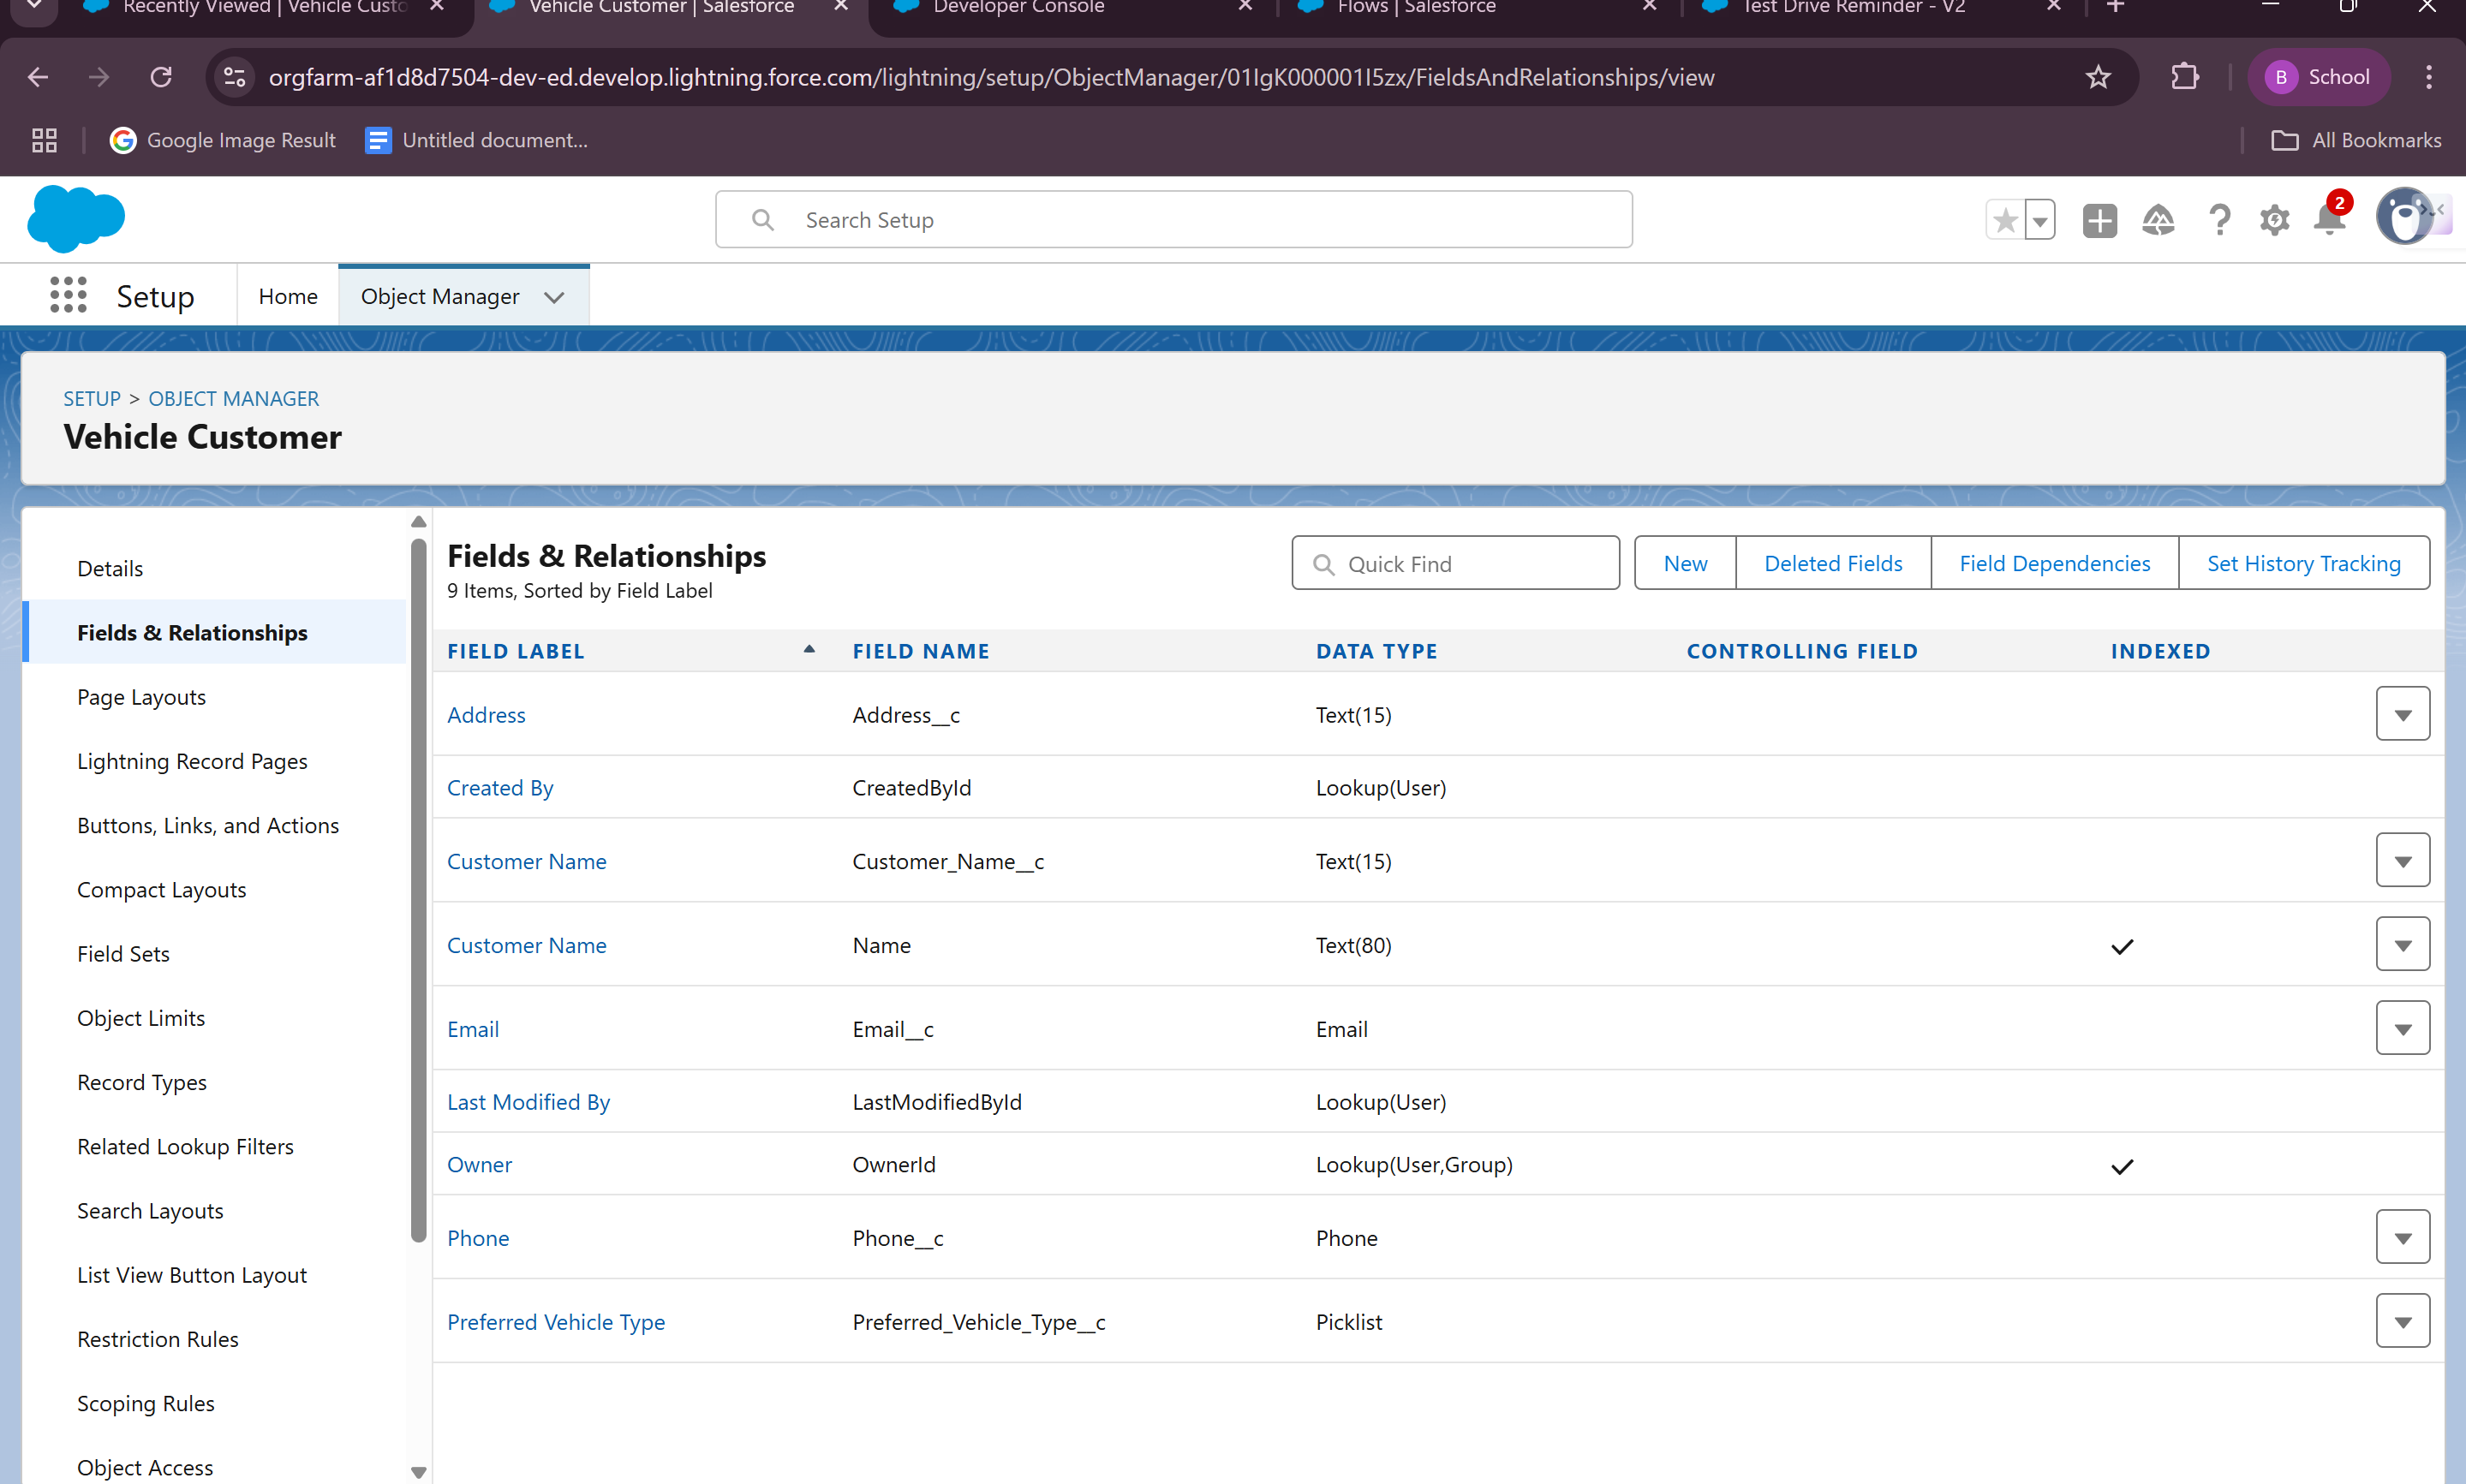 Recently Viewed | Vehicle Custo
Vehicle Customer | Salesforce
Developer Console
Flows | Salesforce
Test Drive Reminder - V2
orgfarm-af1d8d7504-dev-ed.develop.lightning.force.com/lightning/setup/ObjectManager/01IgK000001I5zx/FieldsAndRelationships/view
B School
Google Image Result
Untitled document...
All Bookmarks
Search Setup
2
Setup
Home
Object Manager
SETUP > OBJECT MANAGER
Vehicle Customer
Details
Fields & Relationships
Page Layouts
Lightning Record Pages
Buttons, Links, and Actions
Compact Layouts
Field Sets
Object Limits
Record Types
Related Lookup Filters
Search Layouts
List View Button Layout
Restriction Rules
Scoping Rules
Object Access
Fields & Relationships
9 Items, Sorted by Field Label
Quick Find
New
Deleted Fields
Field Dependencies
Set History Tracking
FIELD LABEL FIELD NAME DATA TYPE CONTROLLING FIELD INDEXED
Address Address__c Text(15)
Created By CreatedById Lookup(User)
Customer Name Customer_Name__c Text(15)
Customer Name Name Text(80)
Email Email__c Email
Last Modified By LastModifiedById Lookup(User)
Owner OwnerId Lookup(User,Group)
Phone Phone__c Phone
Preferred Vehicle Type Preferred_Vehicle_Type__c Picklist